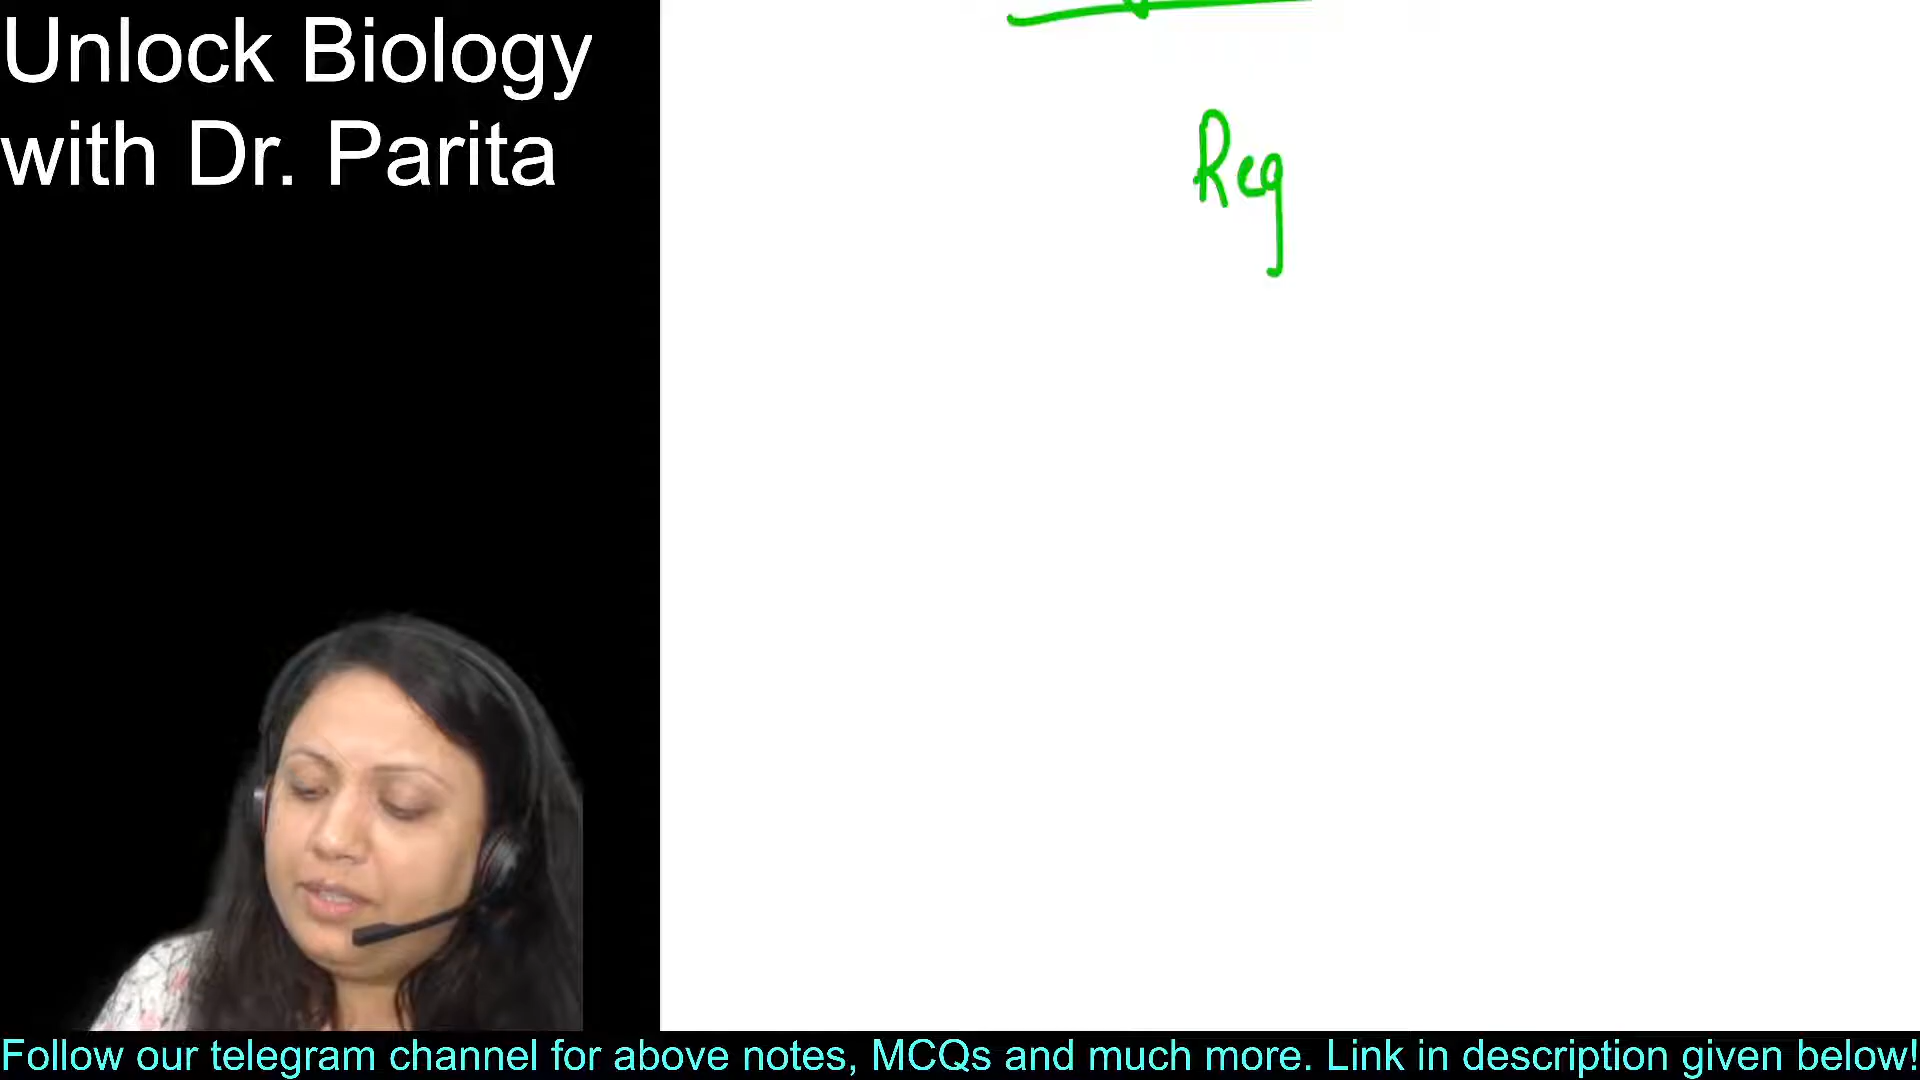 Unlock Biology
with Dr. Parita
Reg
Follow our telegram channel for above notes, MCQs and much more. Link in description given below!